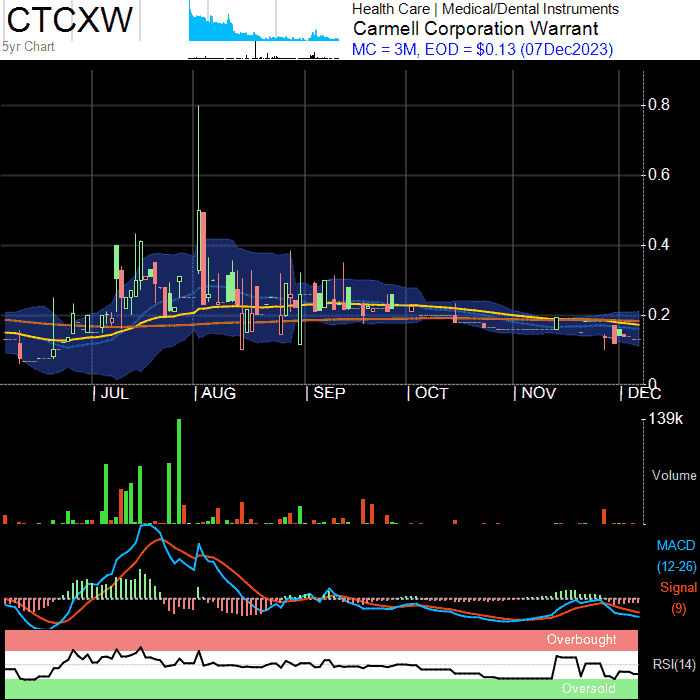 CTCXW
5yr Chart
Health Care | Medical/Dental Instruments
Carmell Corporation Warrant
MC = 3M, EOD = $0.13 (07Dec2023)
0.8
0.6
0.4
0.2
0
JUL AUG SEP OCT NOV DEC
139k
Volume
MACD
(12-26)
Signal
(9)
Overbought
RSI(14)
Oversold